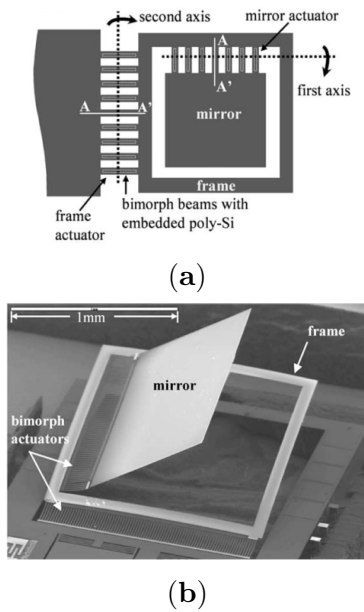 second axis
A
mirror actuator
A
A'
A'
first axis
mirror
frame
frame
actuator
bimorph beams with
embedded poly-Si
(a)
1mm
frame
mirror
bimorph
actuators
(b)